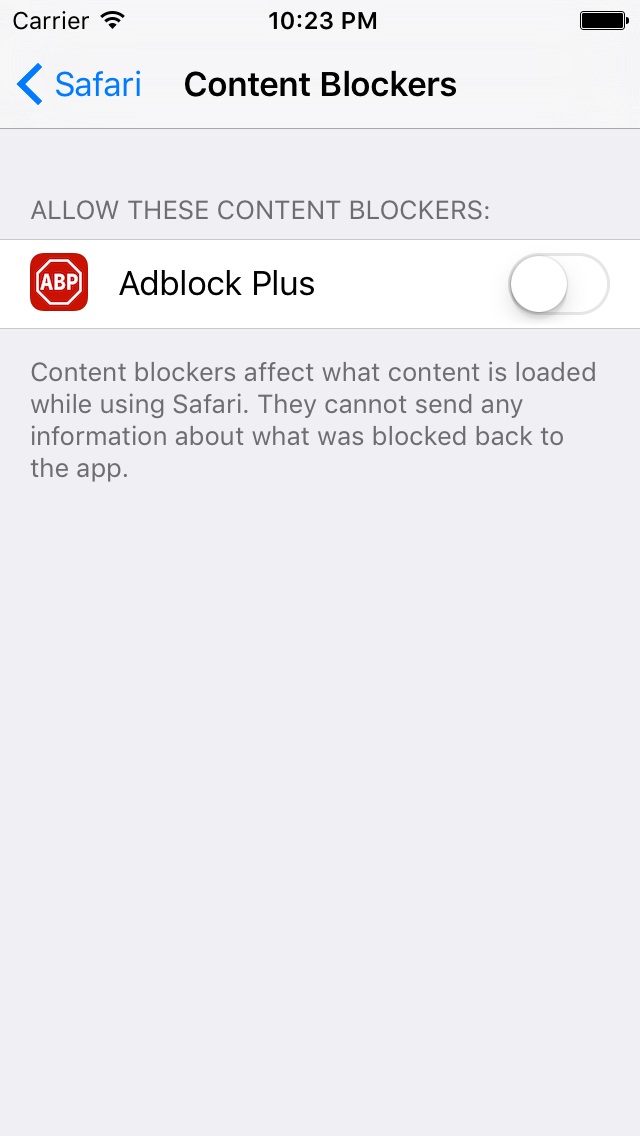 Carrier 10:23 PM
Safari Content Blockers
ALLOW THESE CONTENT BLOCKERS:
ABP Adblock Plus
Content blockers affect what content is loaded
while using Safari. They cannot send any
information about what was blocked back to
the app.